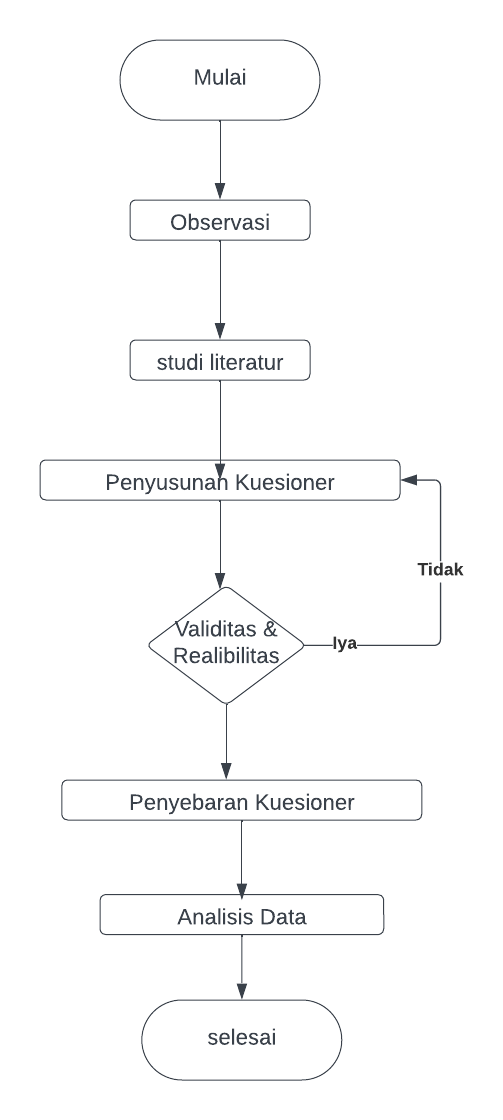 Mulai
Observasi
studi literatur
Penyusunan Kuesioner
Tidak
Validitas &
Realibilitas
Iya
Penyebaran Kuesioner
Analisis Data
selesai